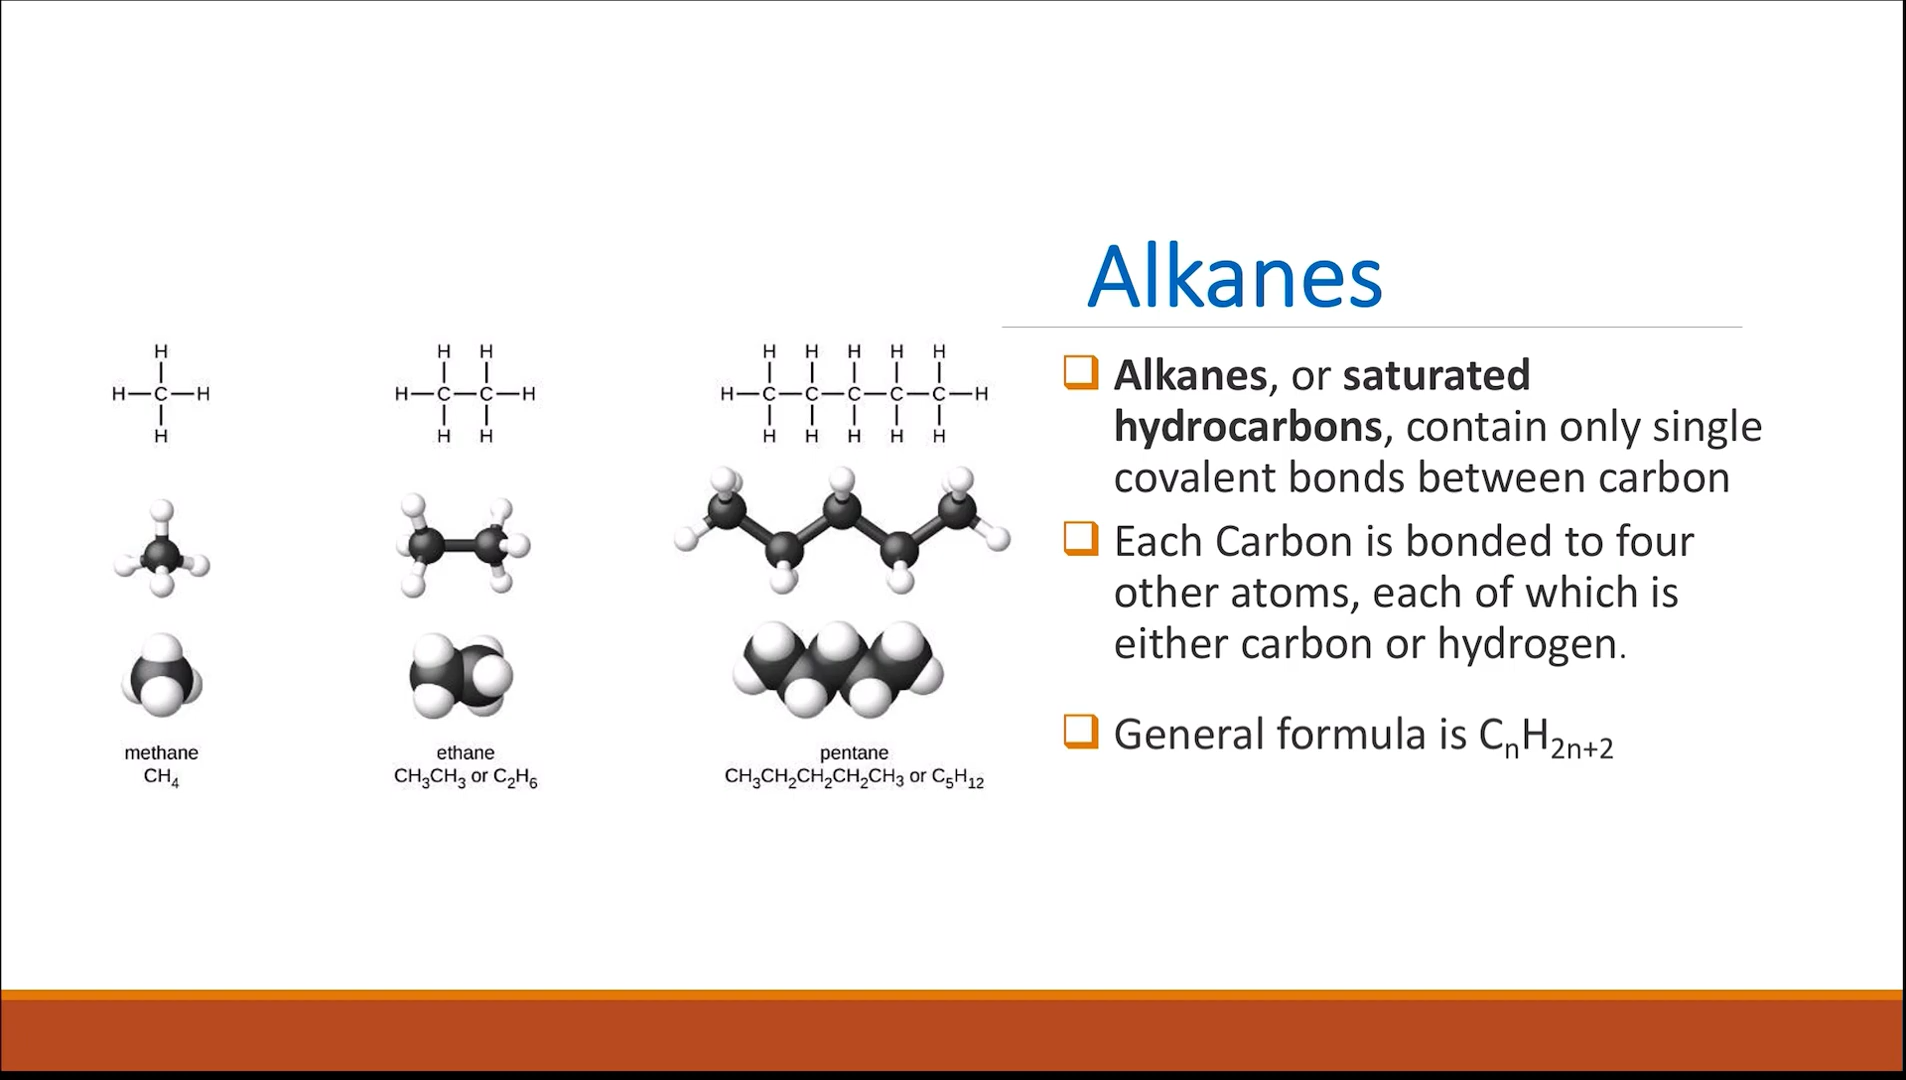 Alkanes
H
H—C—H
H
H H
H—C—C—H
H H
H H H H H
H—C—C—C—C—C—H
H H H H H
methane
CH₄
ethane
CH₃CH₃ or C₂H₆
pentane
CH₃CH₂CH₂CH₂CH₃ or C₅H₁₂
Alkanes, or saturated
hydrocarbons, contain only single
covalent bonds between carbon
Each Carbon is bonded to four
other atoms, each of which is
either carbon or hydrogen.
General formula is CₙH₂ₙ₊₂